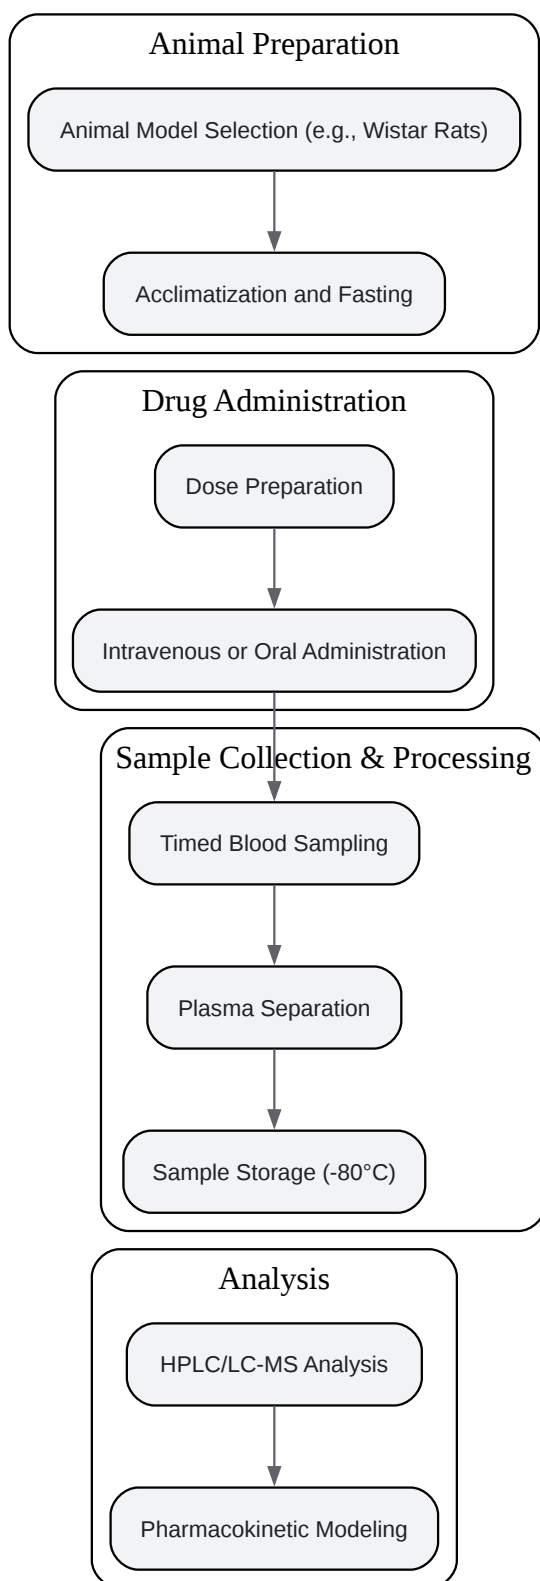 Animal Preparation
Animal Model Selection (e.g., Wistar Rats)
Acclimatization and Fasting
Drug Administration
Dose Preparation
Intravenous or Oral Administration
Sample Collection & Processing
Timed Blood Sampling
Plasma Separation
Sample Storage (-80°C)
Analysis
HPLC/LC-MS Analysis
Pharmacokinetic Modeling